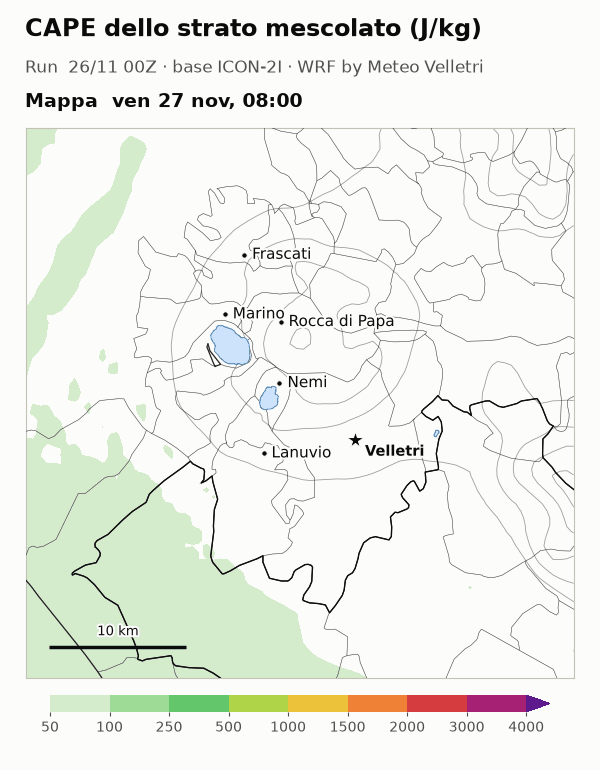 CAPE dello strato mescolato (J/kg)
Run  26/11 00Z · base ICON-2I · WRF by Meteo Velletri
Mappa  ven 27 nov, 08:00
Frascati
Marino
Rocca di Papa
Nemi
Lanuvio
Velletri
10 km
50 100 250 500 1000 1500 2000 3000 4000